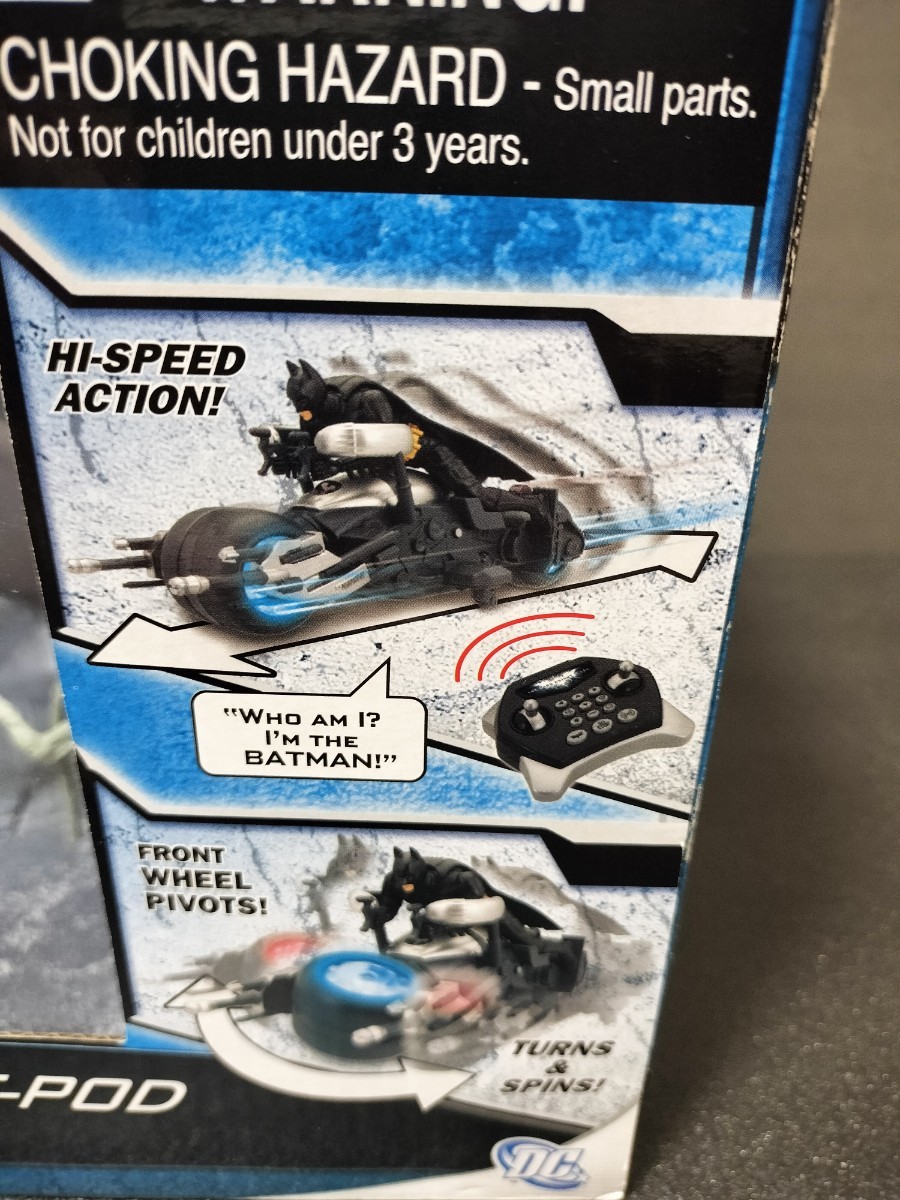 WARNING:
CHOKING HAZARD - Small parts.
Not for children under 3 years.
HI-SPEED
ACTION!
"WHO AM I?
I'M THE
BATMAN!"
FRONT
WHEEL
PIVOTS!
TURNS
&
SPINS!
-POD
DC